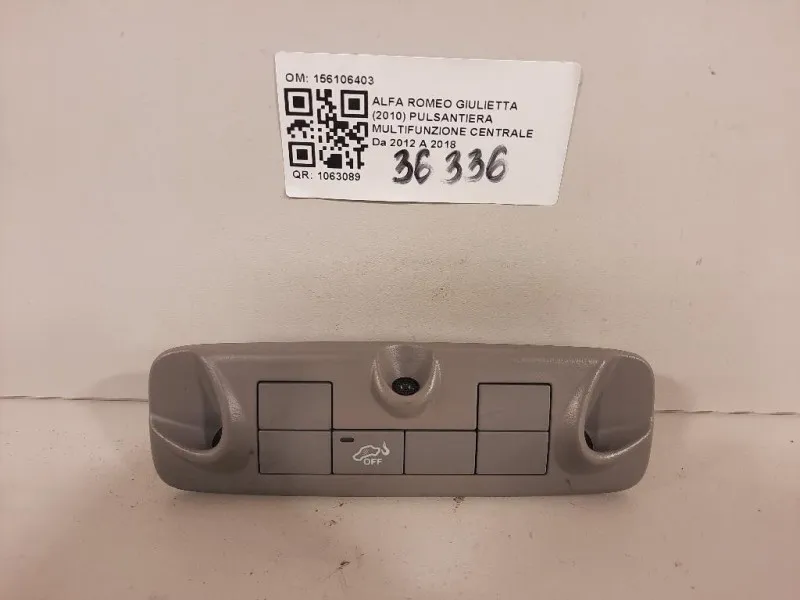 OM: 156106403
ALFA ROMEO GIULIETTA
(2010) PULSANTIERA
MULTIFUNZIONE CENTRALE
Da 2012 A 2018
QR: 1063089
36 336
OFF